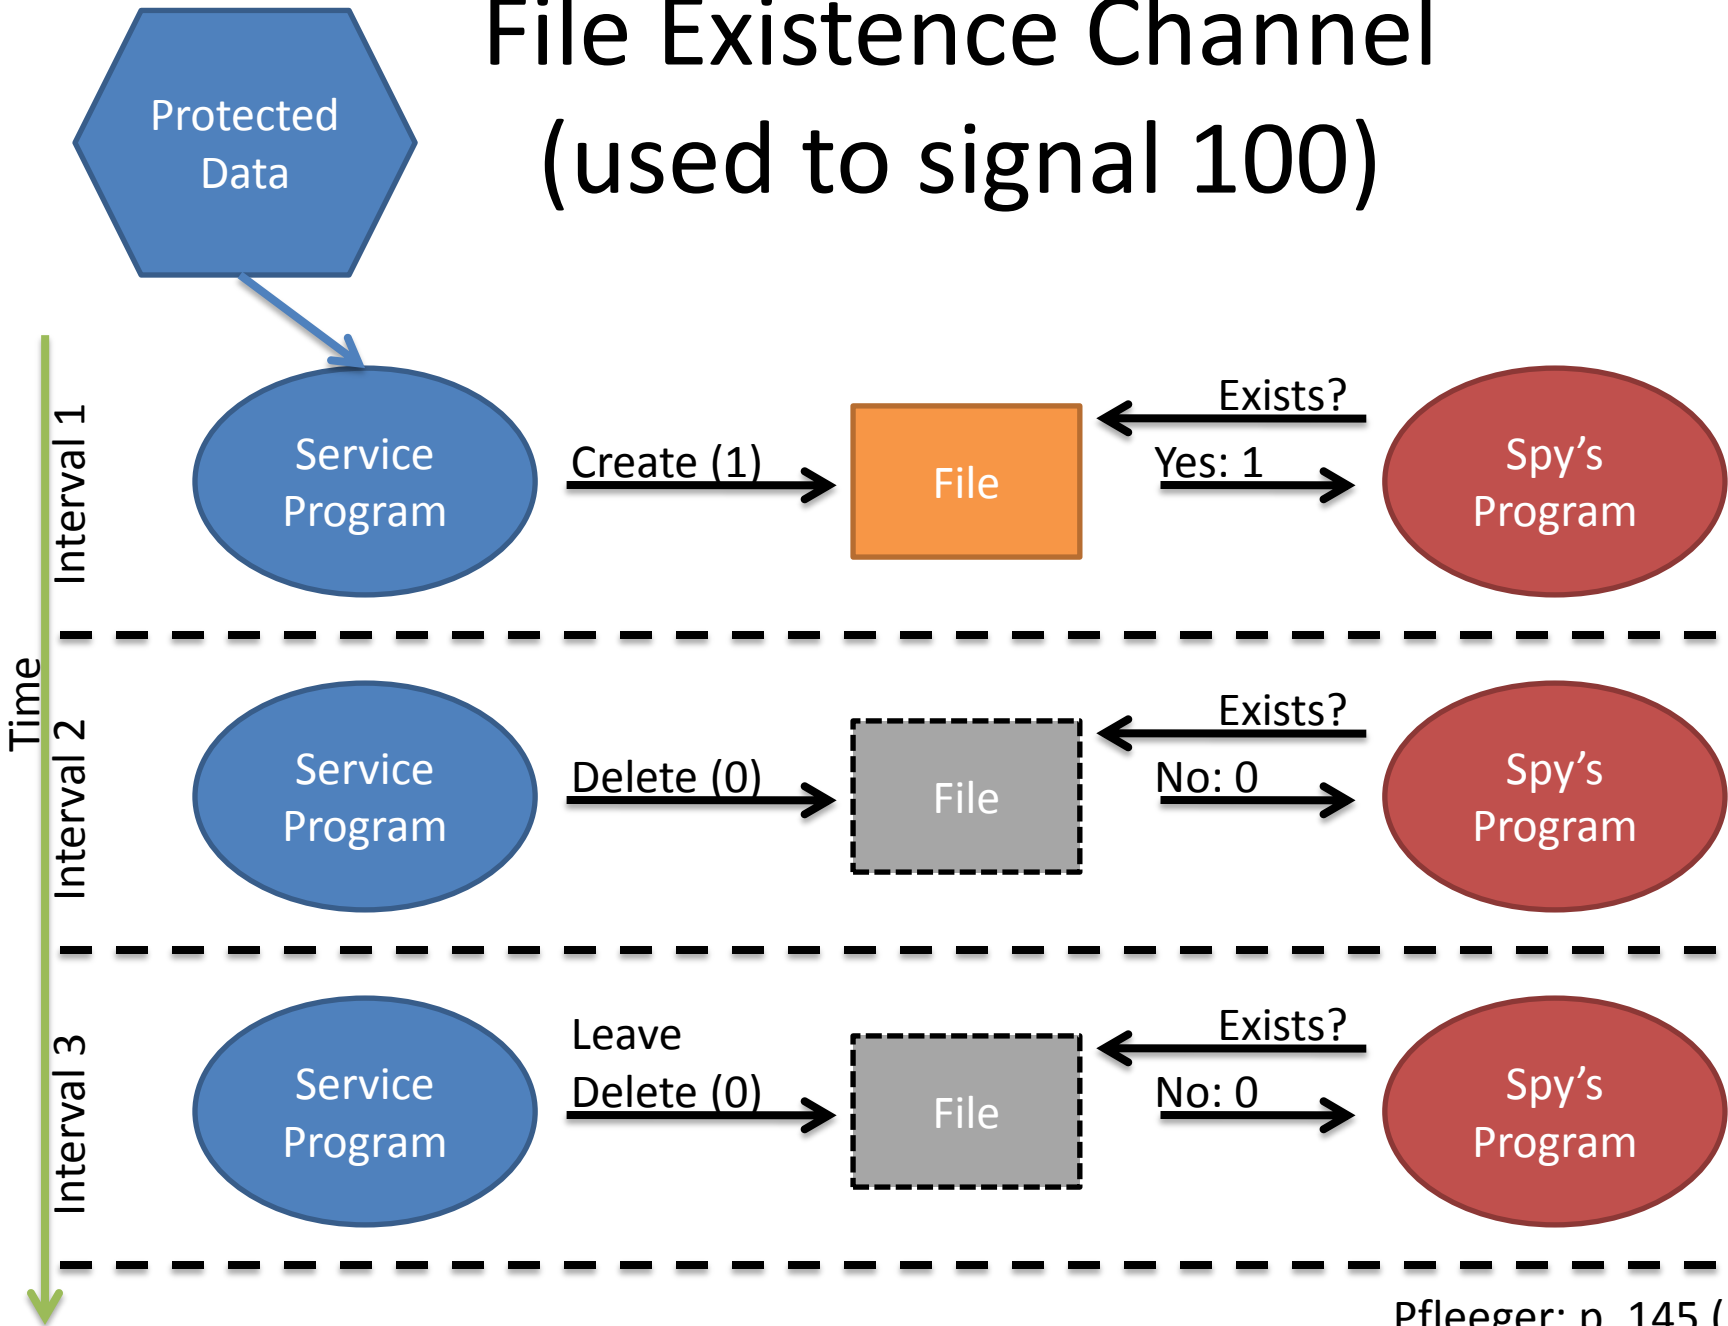 File Existence Channel
(used to signal 100)
Protected
Data
Time
Interval 1
Service
Program
Create (1)
File
Exists?
Yes: 1
Spy's
Program
Interval 2
Service
Program
Delete (0)
File
Exists?
No: 0
Spy's
Program
Interval 3
Service
Program
Leave
Delete (0)
File
Exists?
No: 0
Spy's
Program
Pfleeger: p. 145 (